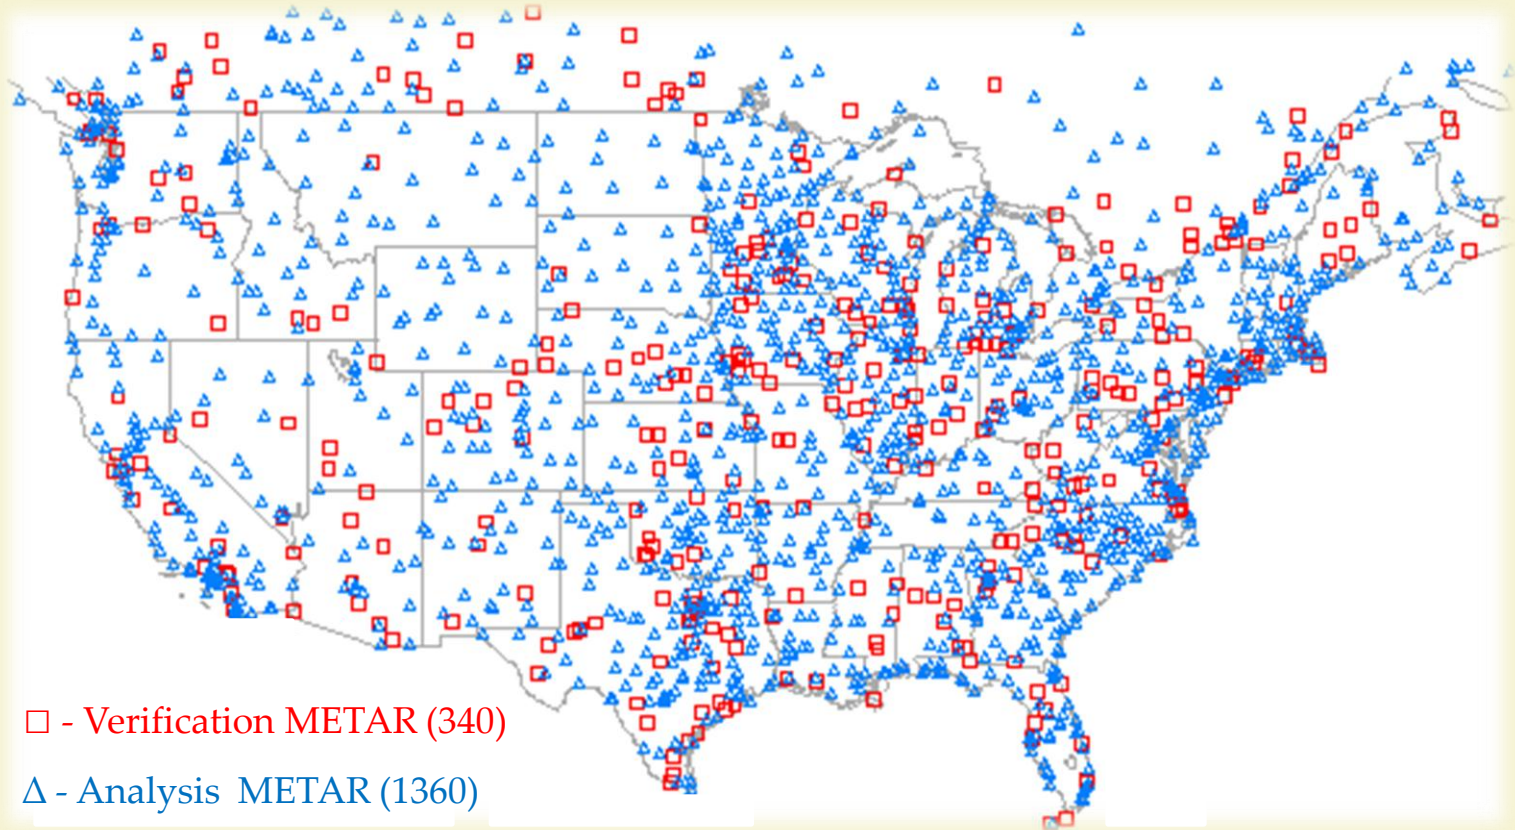 □ - Verification METAR (340)
Δ - Analysis METAR (1360)